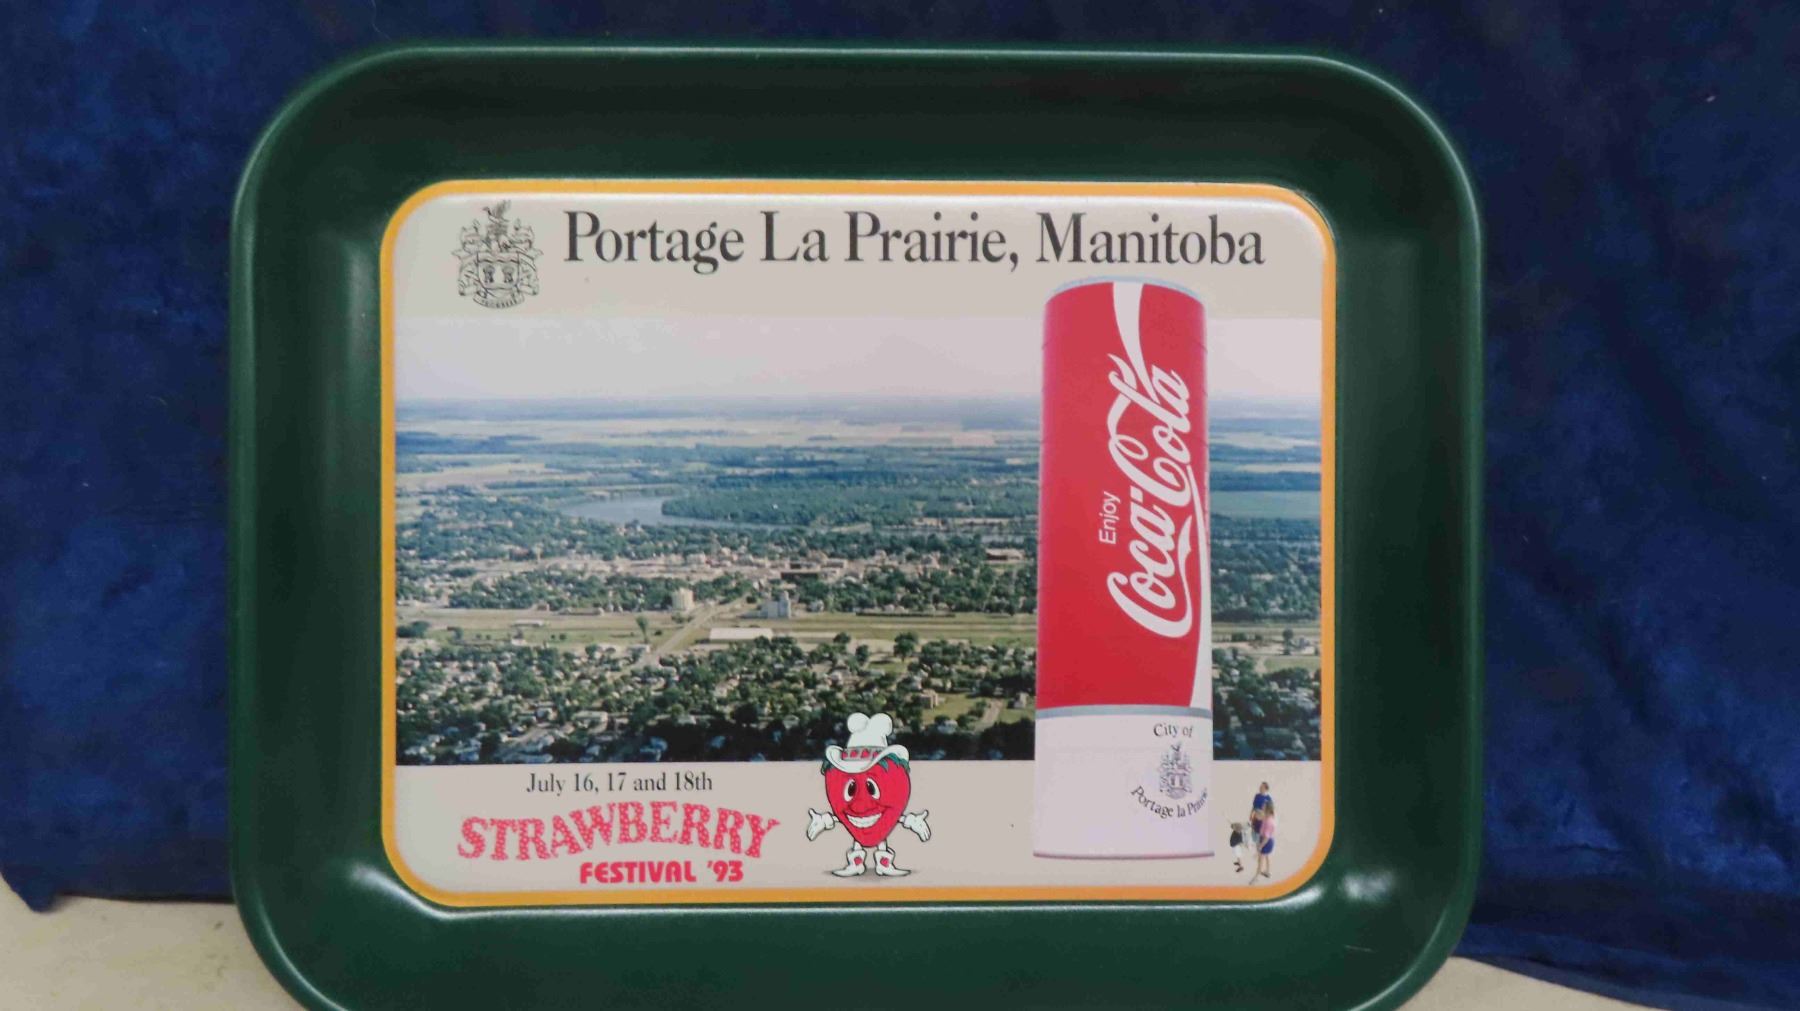 Portage La Prairie, Manitoba
Enjoy
Coca-Cola
City of
Portage la Prairie
July 16, 17 and 18th
STRAWBERRY
FESTIVAL '93